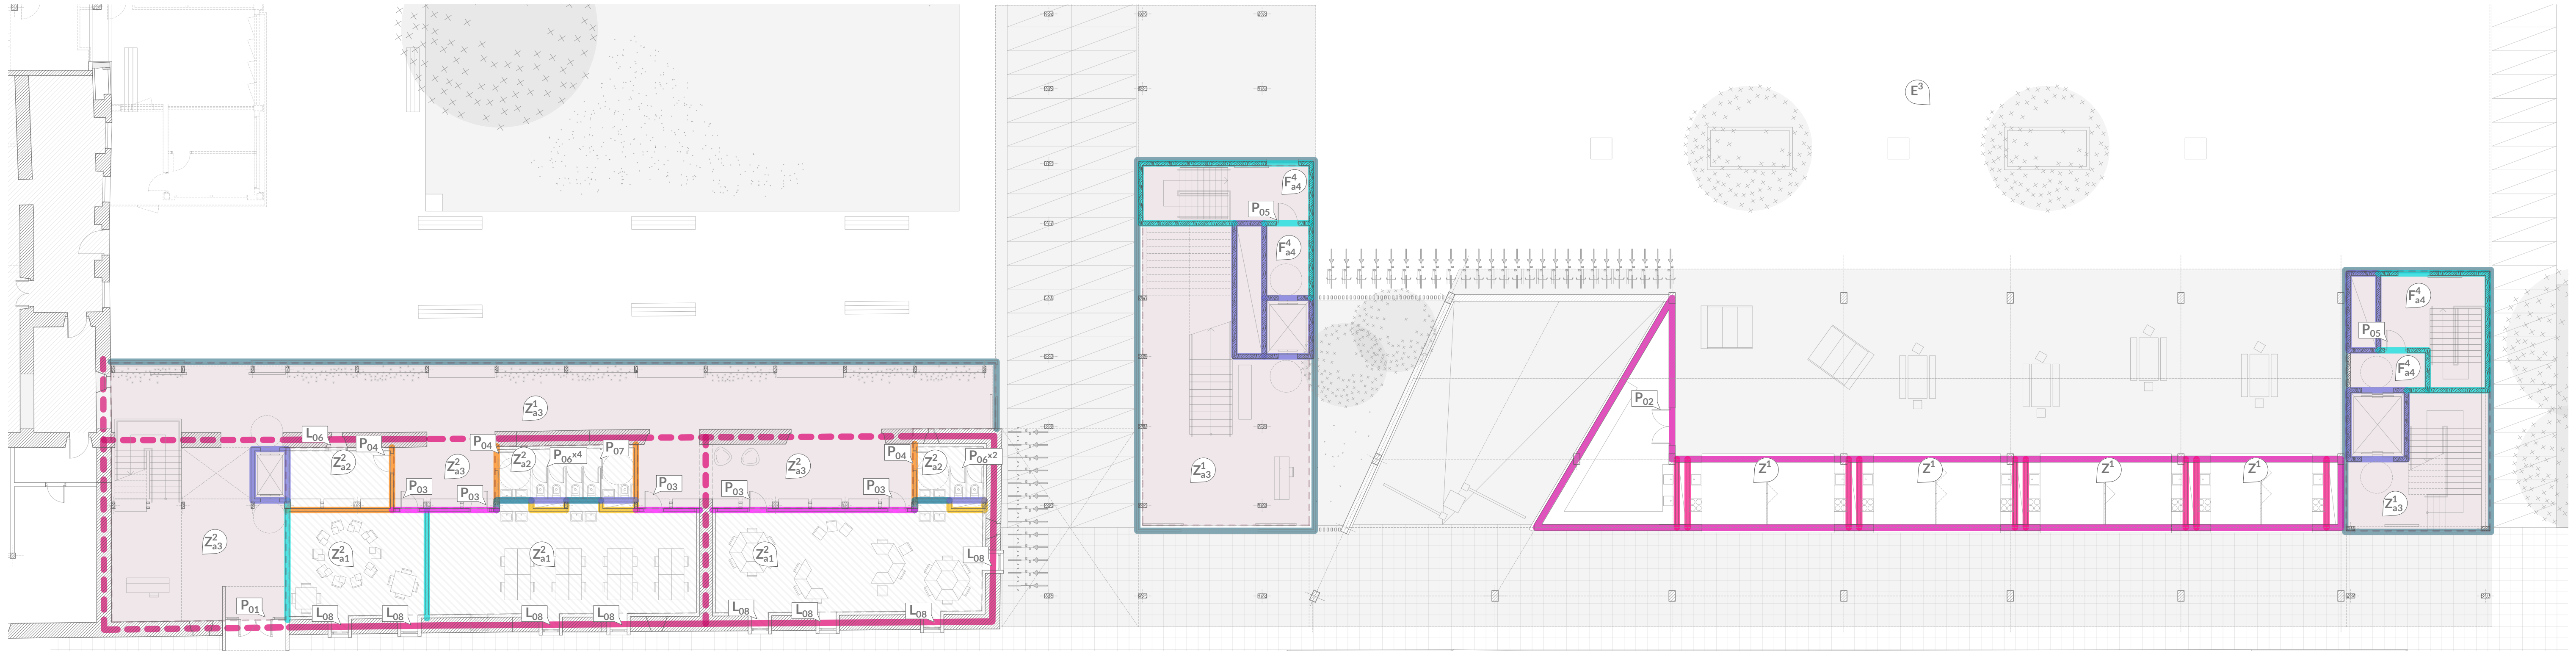 E³
F⁴a4
P05
F⁴a4
F⁴a4
P05
F⁴a4
P02
Z¹a3
L06
P04
Z²a2
P04
Z²a3
Z²a2
P06x4
P07
Z²a3
P04
Z²a2
P06x2
Z¹a3
Z¹
Z¹
Z¹
Z¹
Z¹a3
P03
P03
P03
P03
P03
Z²a3
Z²a1
Z²a1
Z²a1
L08
P01
L08
L08
L08
L08
L08
L08
L08